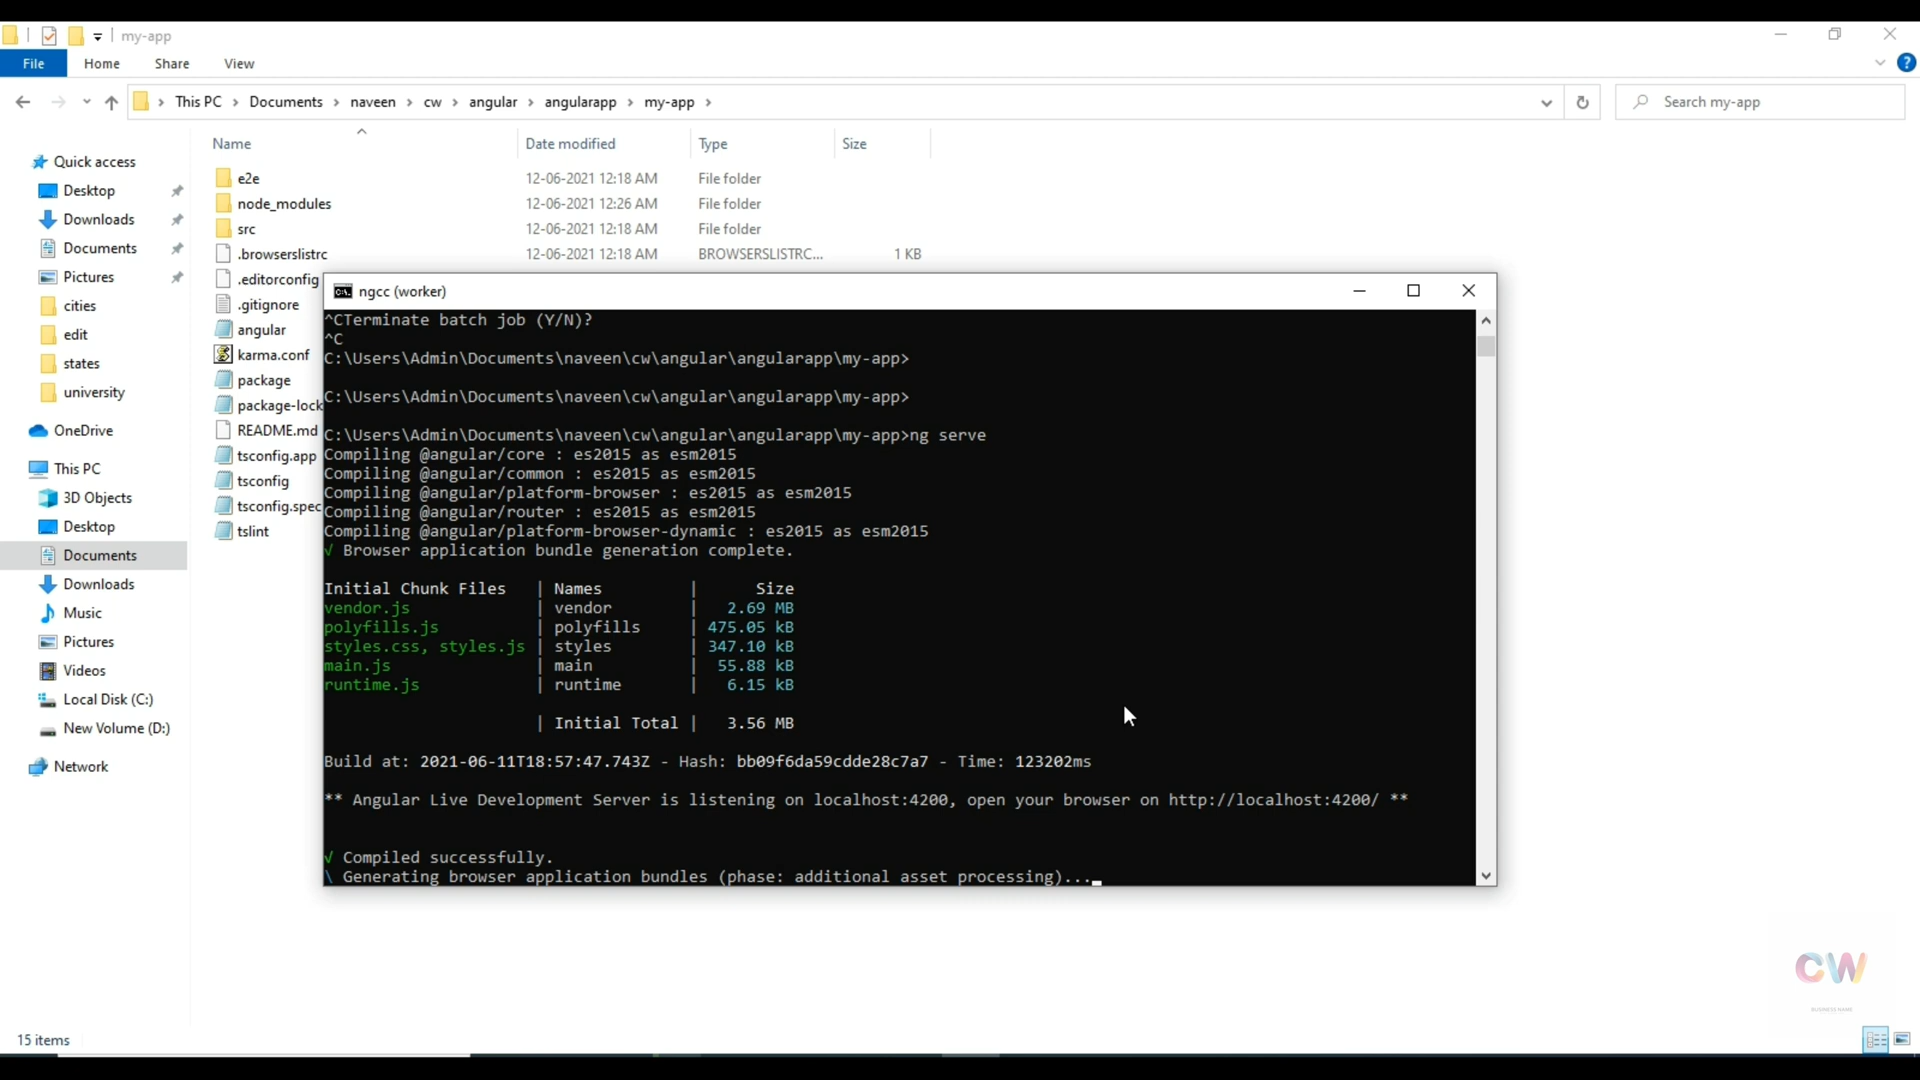 my-app
File Home Share View
This PC > Documents > naveen > cw > angular > angularapp > my-app >
Search my-app
Name Date modified Type Size
Quick access
Desktop
Downloads
Documents
Pictures
cities
edit
states
university
OneDrive
This PC
3D Objects
Desktop
Documents
Downloads
Music
Pictures
Videos
Local Disk (C:)
New Volume (D:)
Network
e2e 12-06-2021 12:18 AM File folder
node_modules 12-06-2021 12:26 AM File folder
src 12-06-2021 12:18 AM File folder
.browserslistrc 12-06-2021 12:18 AM BROWSERSLISTRC... 1 KB
.editorconfig
.gitignore
angular
karma.conf
package
package-lock
README.md
tsconfig.app
tsconfig
tsconfig.spec
tslint
ngcc (worker)
^CTerminate batch job (Y/N)?
^C
C:\Users\Admin\Documents\naveen\cw\angular\angularapp\my-app>
C:\Users\Admin\Documents\naveen\cw\angular\angularapp\my-app>
C:\Users\Admin\Documents\naveen\cw\angular\angularapp\my-app>ng serve
Compiling @angular/core : es2015 as esm2015
Compiling @angular/common : es2015 as esm2015
Compiling @angular/platform-browser : es2015 as esm2015
Compiling @angular/router : es2015 as esm2015
Compiling @angular/platform-browser-dynamic : es2015 as esm2015
√ Browser application bundle generation complete.
Initial Chunk Files | Names | Size
vendor.js | vendor | 2.69 MB
polyfills.js | polyfills | 475.05 kB
styles.css, styles.js | styles | 347.10 kB
main.js | main | 55.88 kB
runtime.js | runtime | 6.15 kB
| Initial Total | 3.56 MB
Build at: 2021-06-11T18:57:47.743Z - Hash: bb09f6da59cdde28c7a7 - Time: 123202ms
** Angular Live Development Server is listening on localhost:4200, open your browser on http://localhost:4200/ **
√ Compiled successfully.
\ Generating browser application bundles (phase: additional asset processing)...
CW
BUSINESS NAME
15 items